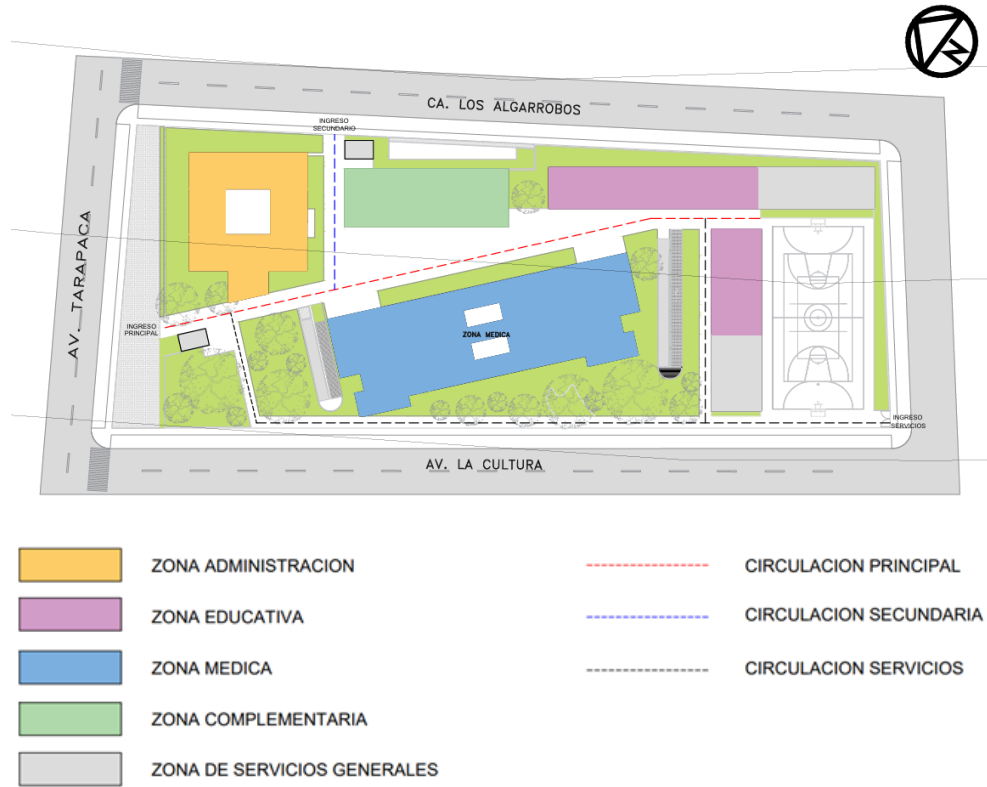 N
CA. LOS ALGARROBOS
INGRESO
SECUNDARIO
AV. TARAPACA
INGRESO
PRINCIPAL
ZONA MEDICA
INGRESO
SERVICIOS
AV. LA CULTURA
ZONA ADMINISTRACION
ZONA EDUCATIVA
ZONA MEDICA
ZONA COMPLEMENTARIA
ZONA DE SERVICIOS GENERALES
CIRCULACION PRINCIPAL
CIRCULACION SECUNDARIA
CIRCULACION SERVICIOS